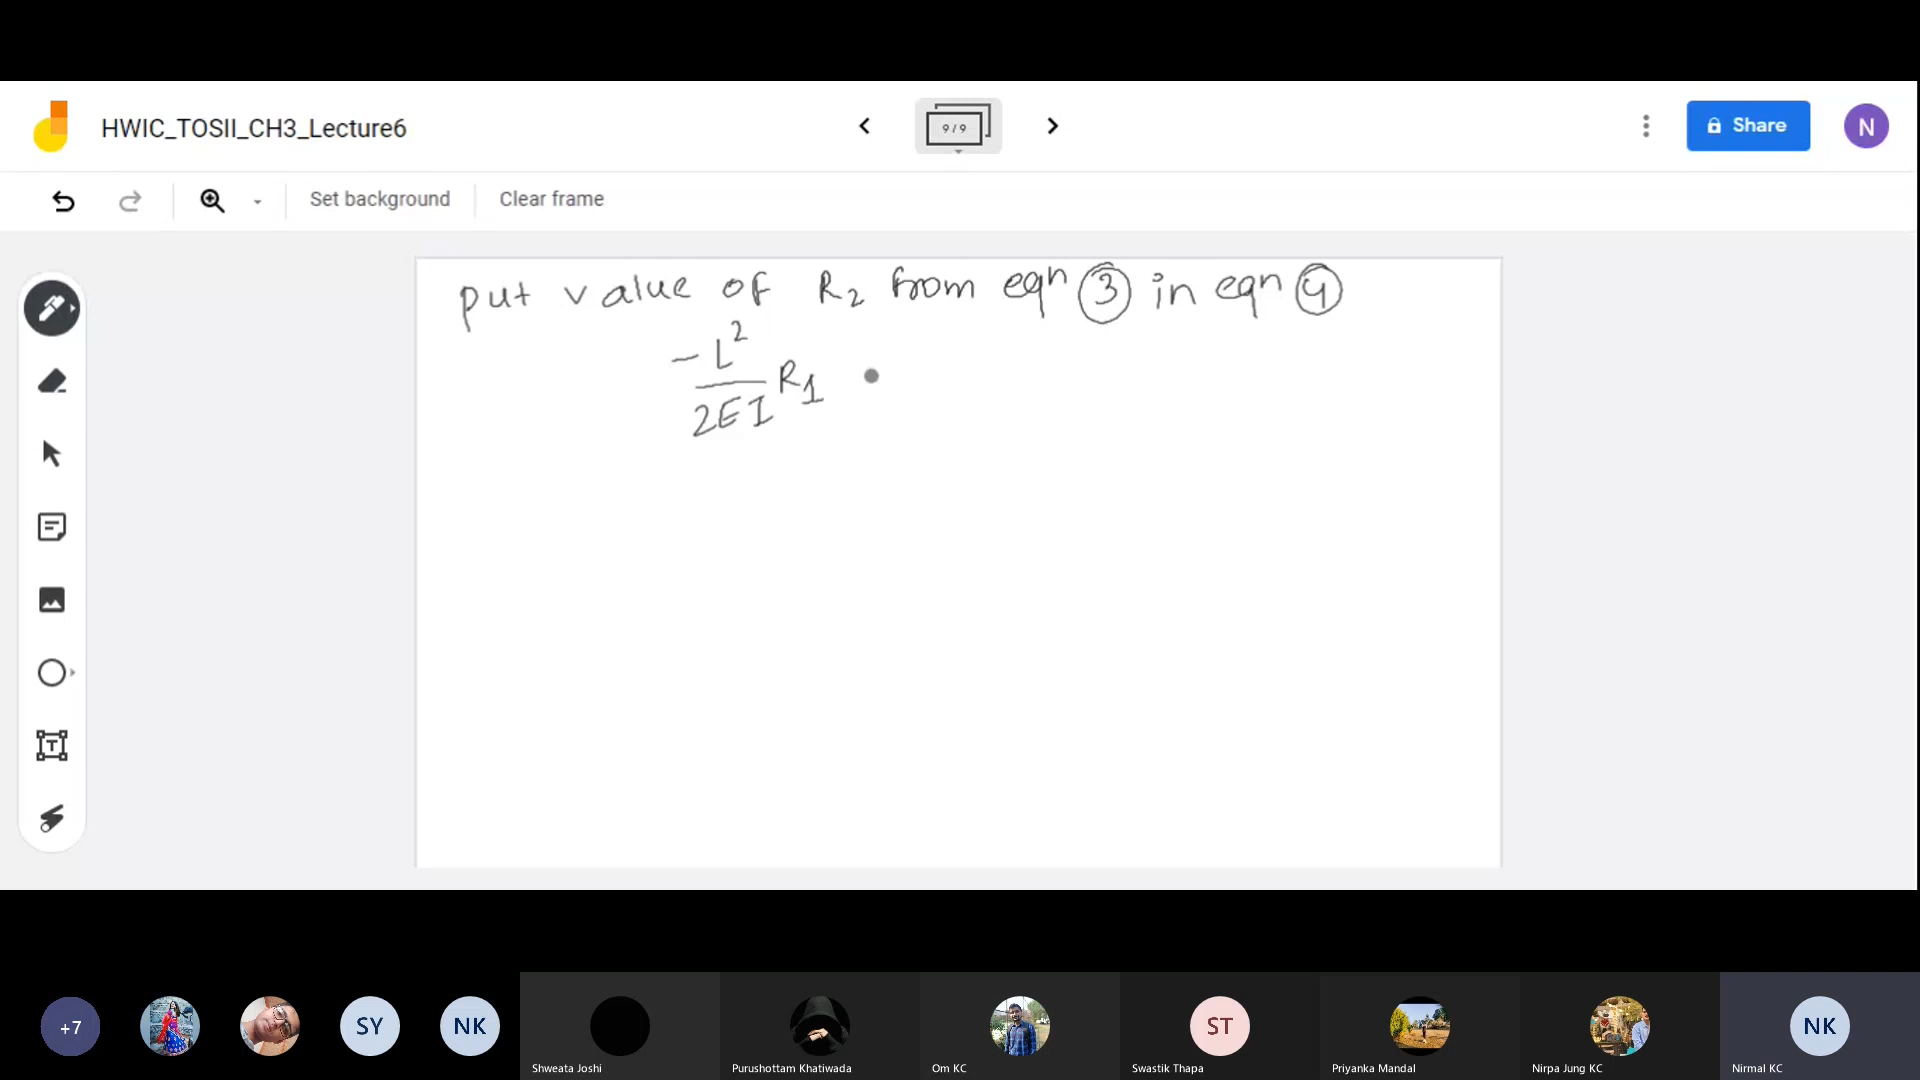 HWIC_TOSII_CH3_Lecture6
9/9
Share
N
Set background
Clear frame
put value of R₂ from eqn ③ in eqn ④
-L²
2EI R₁
+7
SY
NK
ST
NK
Shweata Joshi
Purushottam Khatiwada
Om KC
Swastik Thapa
Priyanka Mandal
Nirpa Jung KC
Nirmal KC